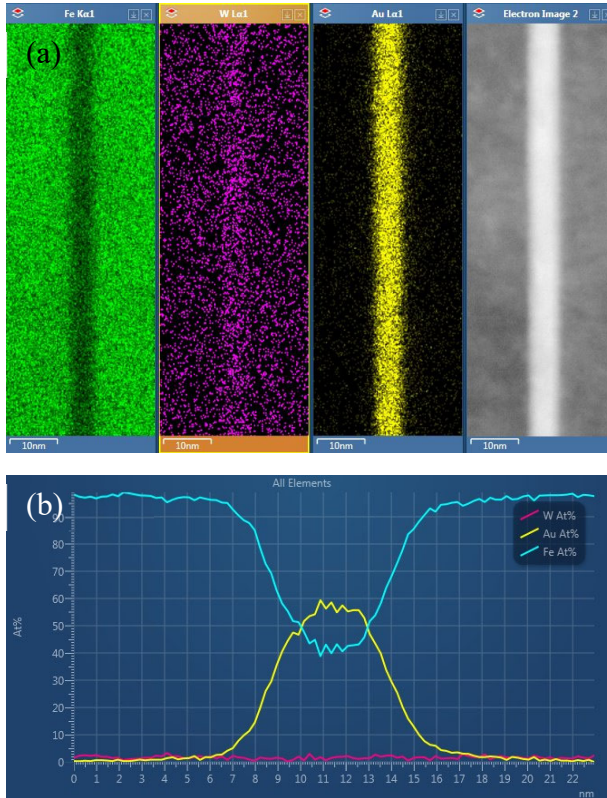 Fe Kα1
W Lα1
Au Lα1
Electron Image 2
(a)
10nm
10nm
10nm
10nm
(b)
All Elements
W At%
Au At%
Fe At%
At%
90
80
70
60
50
40
30
20
10
0
0 1 2 3 4 5 6 7 8 9 10 11 12 13 14 15 16 17 18 19 20 21 22
nm